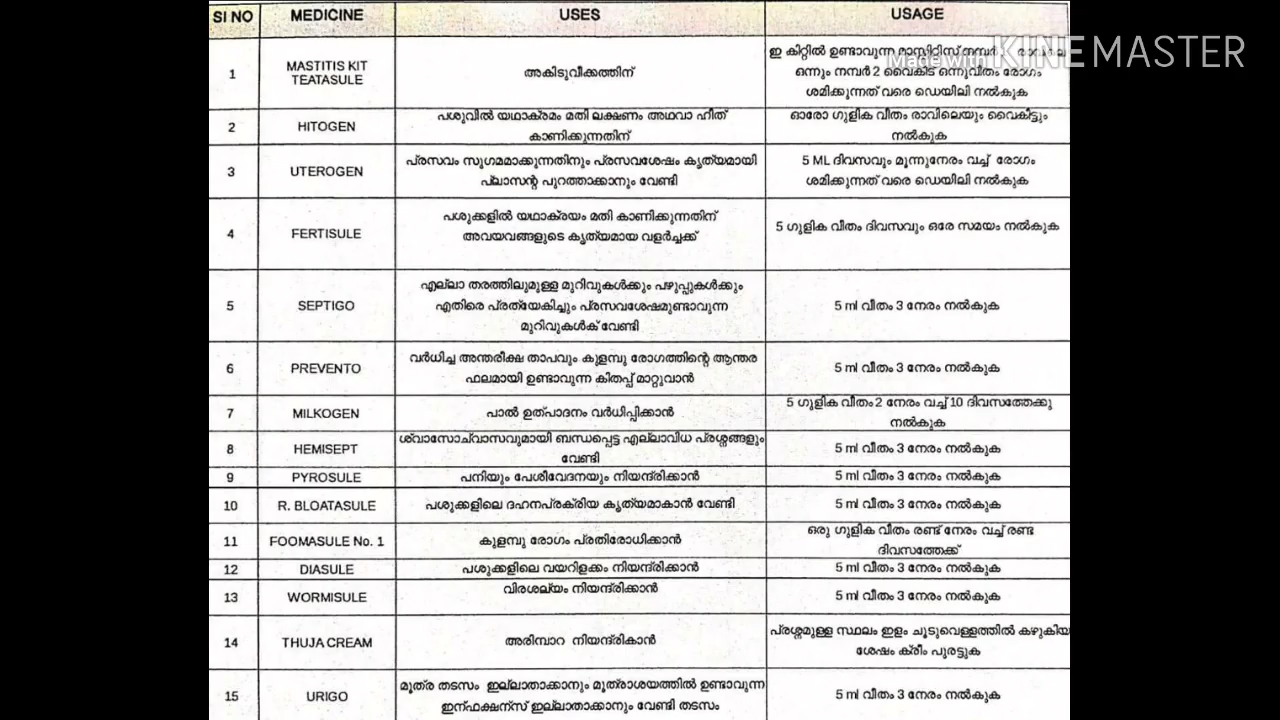 SI NO MEDICINE USES USAGE
1 MASTITIS KIT TEATASULE അകിടുവീക്കത്തിന് ഇ കിറ്റിൽ ഉണ്ടാവുന്ന മാസ്റ്റിറ്റിസ് നമ്പർ
ഒന്നും നമ്പർ 2 വൈകിട് ഒന്നുവീതം രോഗം
ശമിക്കുന്നത് വരെ ഡെയിലി നൽകുക
2 HITOGEN പശുവിൽ യഥാക്രമം മതി ലക്ഷണം അഥവാ ഹീത് ഓരോ ഗുളിക വീതം രാവിലെയും വൈകീട്ടും
കാണിക്കുന്നതിന് നൽകുക
3 UTEROGEN പ്രസവം സുഗമമാക്കുന്നതിനും പ്രസവശേഷം കൃത്യമായി 5 ML ദിവസവും മൂന്നുനേരം വച്ച് രോഗം
പ്ലാസന്റ പുറത്താക്കാനും വേണ്ടി ശമിക്കുന്നത് വരെ ഡെയിലി നൽകുക
4 FERTISULE പശുക്കളിൽ യഥാക്രയം മതി കാണിക്കുന്നതിന് 5 ഗുളിക വീതം ദിവസവും ഒരേ സമയം നൽകുക
അവയവങ്ങളുടെ കൃത്യമായ വളർച്ചക്ക്
5 SEPTIGO എല്ലാ തരത്തിലുമുള്ള മുറിവുകൾക്കും പഴുപ്പുകൾക്കും 5 ml വീതം 3 നേരം നൽകുക
എതിരെ പ്രത്യേകിച്ചും പ്രസവശേഷമുണ്ടാവുന്ന
മുറിവുകൾക് വേണ്ടി
6 PREVENTO വർധിച്ച അന്തരീക്ഷ താപവും കുളമ്പു രോഗത്തിന്റെ ആന്തര 5 ml വീതം 3 നേരം നൽകുക
ഫലമായി ഉണ്ടാവുന്ന കിതപ്പ് മാറ്റുവാൻ
7 MILKOGEN പാൽ ഉത്പാദനം വർധിപ്പിക്കാൻ 5 ഗുളിക വീതം 2 നേരം വച്ച് 10 ദിവസത്തേക്കു
നൽകുക
8 HEMISEPT ശ്വാസോച്വാസവുമായി ബന്ധപ്പെട്ട എല്ലാവിധ പ്രശ്നങ്ങളും 5 ml വീതം 3 നേരം നൽകുക
വേണ്ടി
9 PYROSULE പനിയും പേശീവേദനയും നിയന്ദ്രിക്കാൻ 5 ml വീതം 3 നേരം നൽകുക
10 R. BLOATASULE പശുക്കളിലെ ദഹനപ്രക്രിയ കൃത്യമാകാൻ വേണ്ടി 5 ml വീതം 3 നേരം നൽകുക
11 FOOMASULE No. 1 കുളമ്പു രോഗം പ്രതിരോധിക്കാൻ ഒരു ഗുളിക വീതം രണ്ട് നേരം വച്ച് രണ്ട
ദിവസത്തേക്ക്
12 DIASULE പശുക്കളിലെ വയറിളക്കം നിയന്ദ്രിക്കാൻ 5 ml വീതം 3 നേരം നൽകുക
13 WORMISULE വിരശല്യം നിയന്ദ്രിക്കാൻ 5 ml വീതം 3 നേരം നൽകുക
14 THUJA CREAM അരിമ്പാറ നിയന്ദ്രികാൻ പ്രശ്നമുള്ള സ്ഥലം ഇളം ചൂടുവെള്ളത്തിൽ കഴുകിയ
ശേഷം ക്രീം പുരട്ടുക
15 URIGO മൂത്ര തടസം ഇല്ലാതാക്കാനും മൂത്രാശയത്തിൽ ഉണ്ടാവുന്ന 5 ml വീതം 3 നേരം നൽകുക
ഇന്ഫക്ഷന്സ് ഇല്ലാതാക്കാനും വേണ്ടി തടസം
Made with KINEMASTER